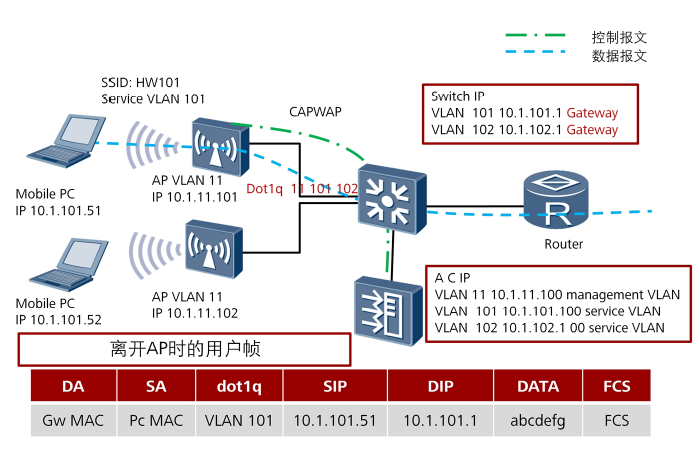 控制报文
数据报文
SSID: HW101
Service VLAN 101
CAPWAP
Switch IP
VLAN 101 10.1.101.1 Gateway
VLAN 102 10.1.102.1 Gateway
Mobile PC
IP 10.1.101.51
AP VLAN 11
IP 10.1.11.101
Dot1q 11 101 102
R
Router
Mobile PC
IP 10.1.101.52
AP VLAN 11
IP 10.1.11.102
A C IP
VLAN 11 10.1.11.100 management VLAN
VLAN 101 10.1.101.100 service VLAN
VLAN 102 10.1.102.1 00 service VLAN
离开AP时的用户帧
DA SA dot1q SIP DIP DATA FCS
Gw MAC Pc MAC VLAN 101 10.1.101.51 10.1.101.1 abcdefg FCS